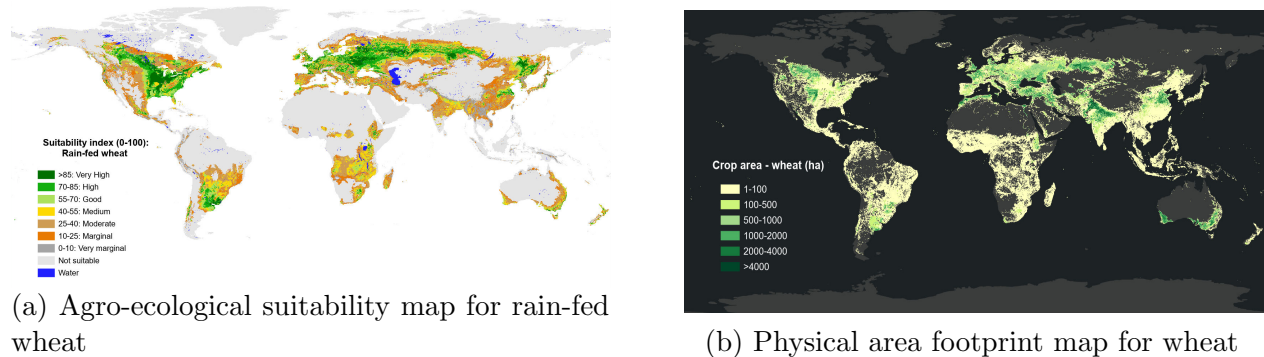 Suitability index (0-100):
Rain-fed wheat
>85: Very High
70-85: High
55-70: Good
40-55: Medium
25-40: Moderate
10-25: Marginal
0-10: Very marginal
Not suitable
Water
(a) Agro-ecological suitability map for rain-fed
wheat
Crop area - wheat (ha)
1-100
100-500
500-1000
1000-2000
2000-4000
>4000
(b) Physical area footprint map for wheat